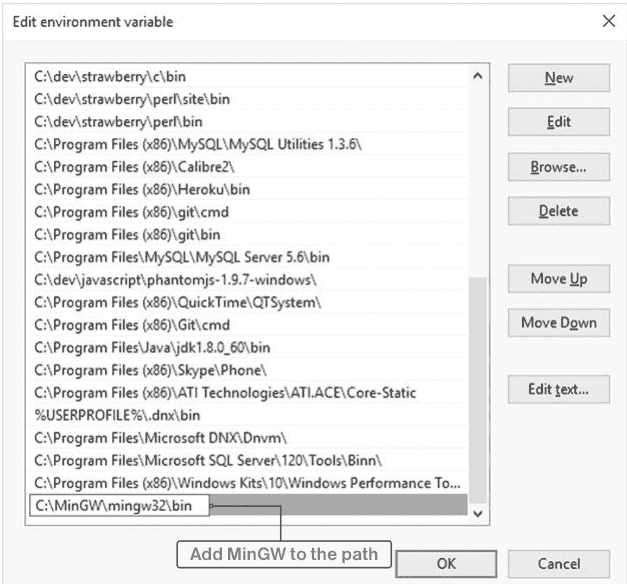 Edit environment variable
C:\dev\strawberry\c\bin
C:\dev\strawberry\perl\site\bin
C:\dev\strawberry\perl\bin
C:\Program Files (x86)\MySQL\MySQL Utilities 1.3.6\
C:\Program Files (x86)\Calibre2\
C:\Program Files (x86)\Heroku\bin
C:\Program Files (x86)\git\cmd
C:\Program Files (x86)\git\bin
C:\Program Files\MySQL\MySQL Server 5.6\bin
C:\dev\javascript\phantomjs-1.9.7-windows\
C:\Program Files (x86)\QuickTime\QTSystem\
C:\Program Files (x86)\Git\cmd
C:\Program Files\Java\jdk1.8.0_60\bin
C:\Program Files (x86)\Skype\Phone\
C:\Program Files (x86)\ATI Technologies\ATI.ACE\Core-Static
%USERPROFILE%\.dnx\bin
C:\Program Files\Microsoft DNX\Dnvm\
C:\Program Files\Microsoft SQL Server\120\Tools\Binn\
C:\Program Files (x86)\Windows Kits\10\Windows Performance To...
C:\MinGW\mingw32\bin
Add MinGW to the path
New
Edit
Browse...
Delete
Move Up
Move Down
Edit text...
OK
Cancel